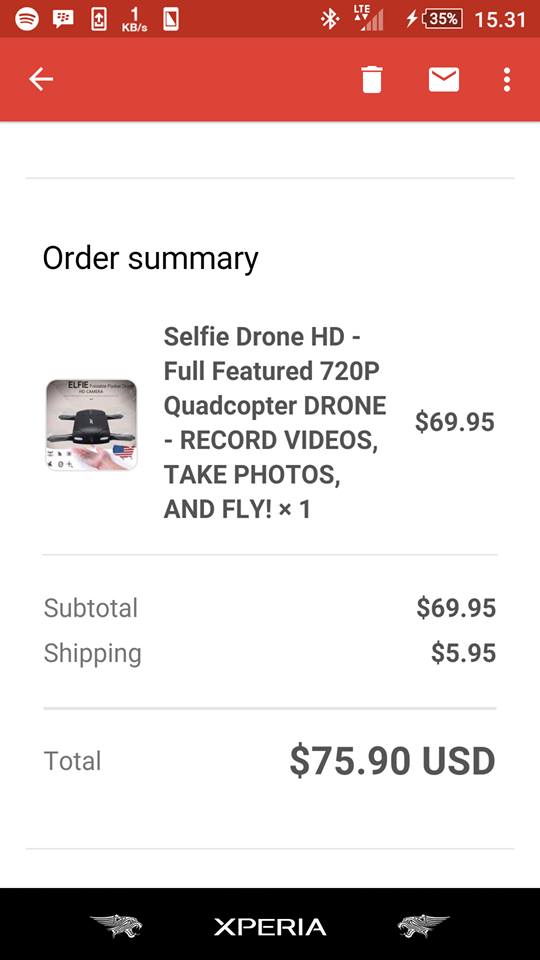 1
KB/s
LTE
35%
15.31
Order summary
ELFIE Foldable Pocket Drone
HD CAMERA
Selfie Drone HD -
Full Featured 720P
Quadcopter DRONE
- RECORD VIDEOS,
TAKE PHOTOS,
AND FLY! × 1
$69.95
Subtotal $69.95
Shipping $5.95
Total $75.90 USD
XPERIA